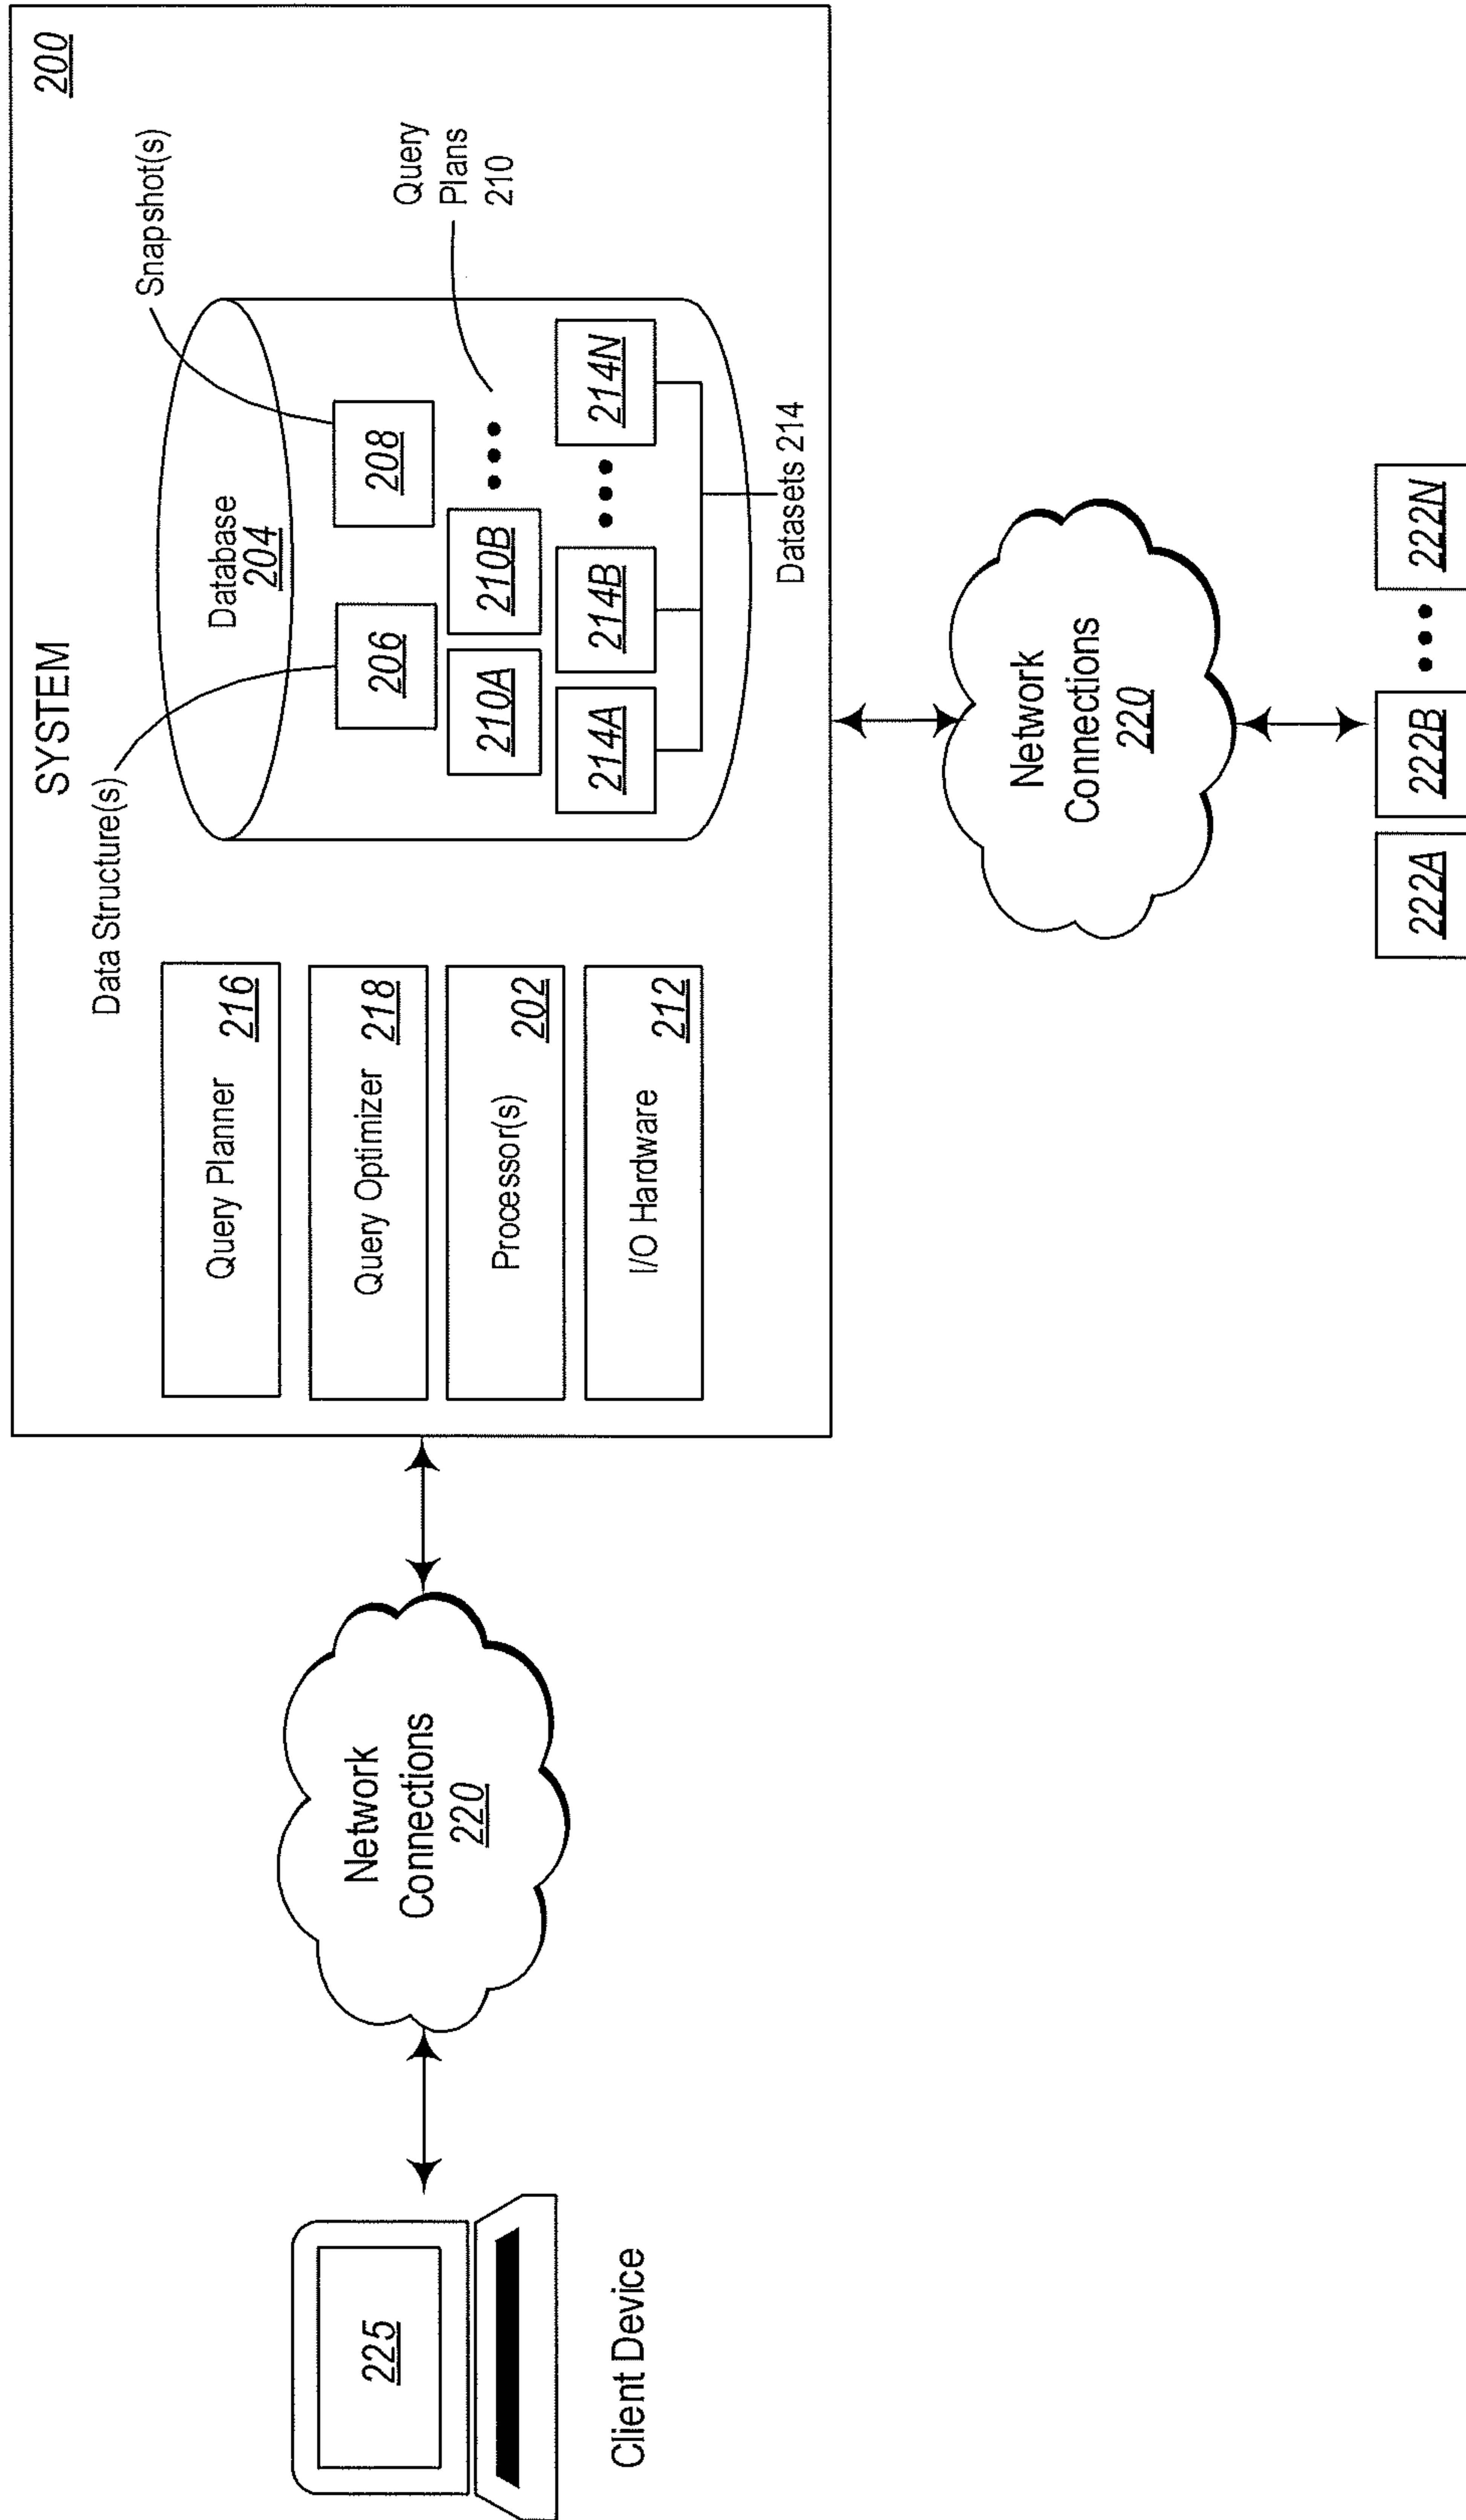 SYSTEM
200
Query Planner
216
Query Optimizer 218
Processor(s)
202
I/O Hardware
212
Data Structure(s)
Snapshot(s)
Database
204
206
208
Query
Plans
210
210A
210B
214A
214B
214N
Datasets 214
Network
Connections
220
225
Client Device
Network
Connections
220
222A
222B
222N